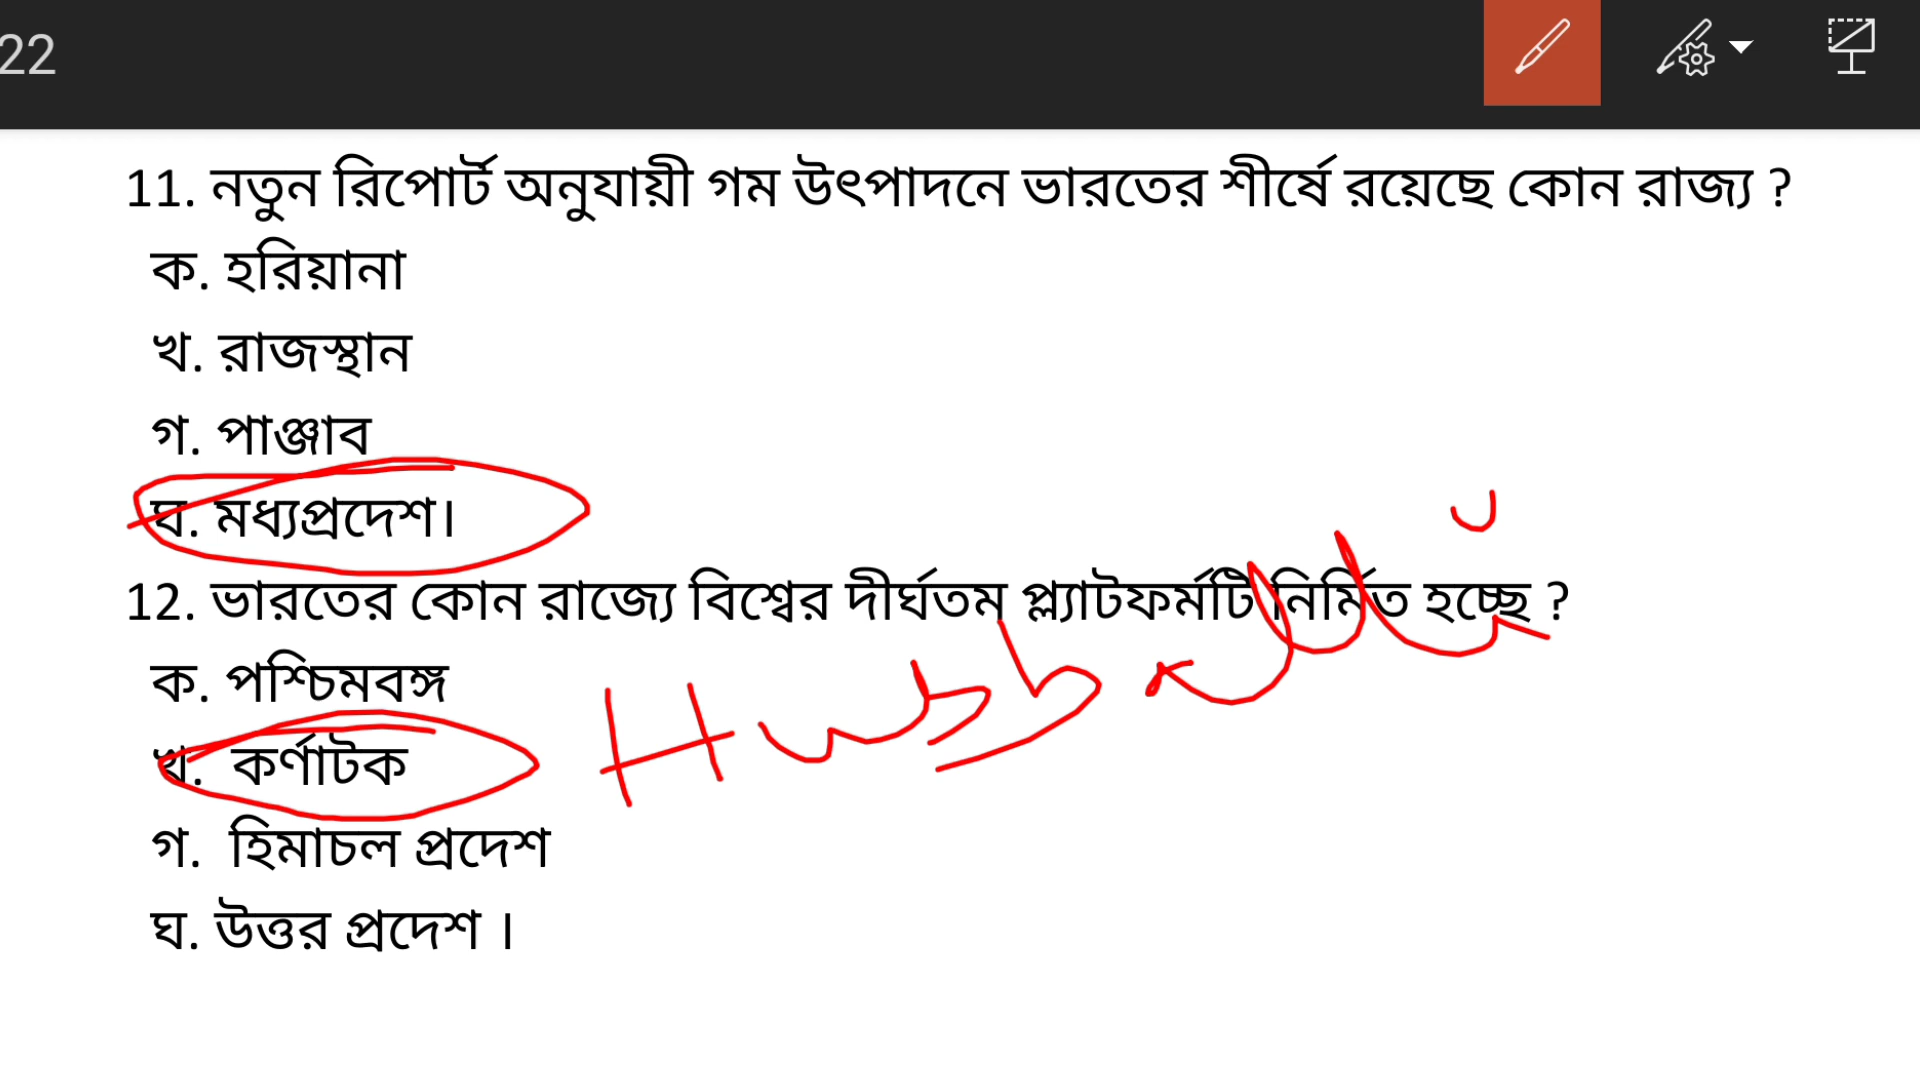 22
11. নতুন রিপোর্ট অনুযায়ী গম উৎপাদনে ভারতের শীর্ষে রয়েছে কোন রাজ্য ?
ক. হরিয়ানা
খ. রাজস্থান
গ. পাঞ্জাব
ঘ. মধ্যপ্রদেশ।
12. ভারতের কোন রাজ্যে বিশ্বের দীর্ঘতম প্ল্যাটফর্মটি নির্মিত হচ্ছে ?
ক. পশ্চিমবঙ্গ
খ. কর্ণাটক
গ. হিমাচল প্রদেশ
ঘ. উত্তর প্রদেশ ।